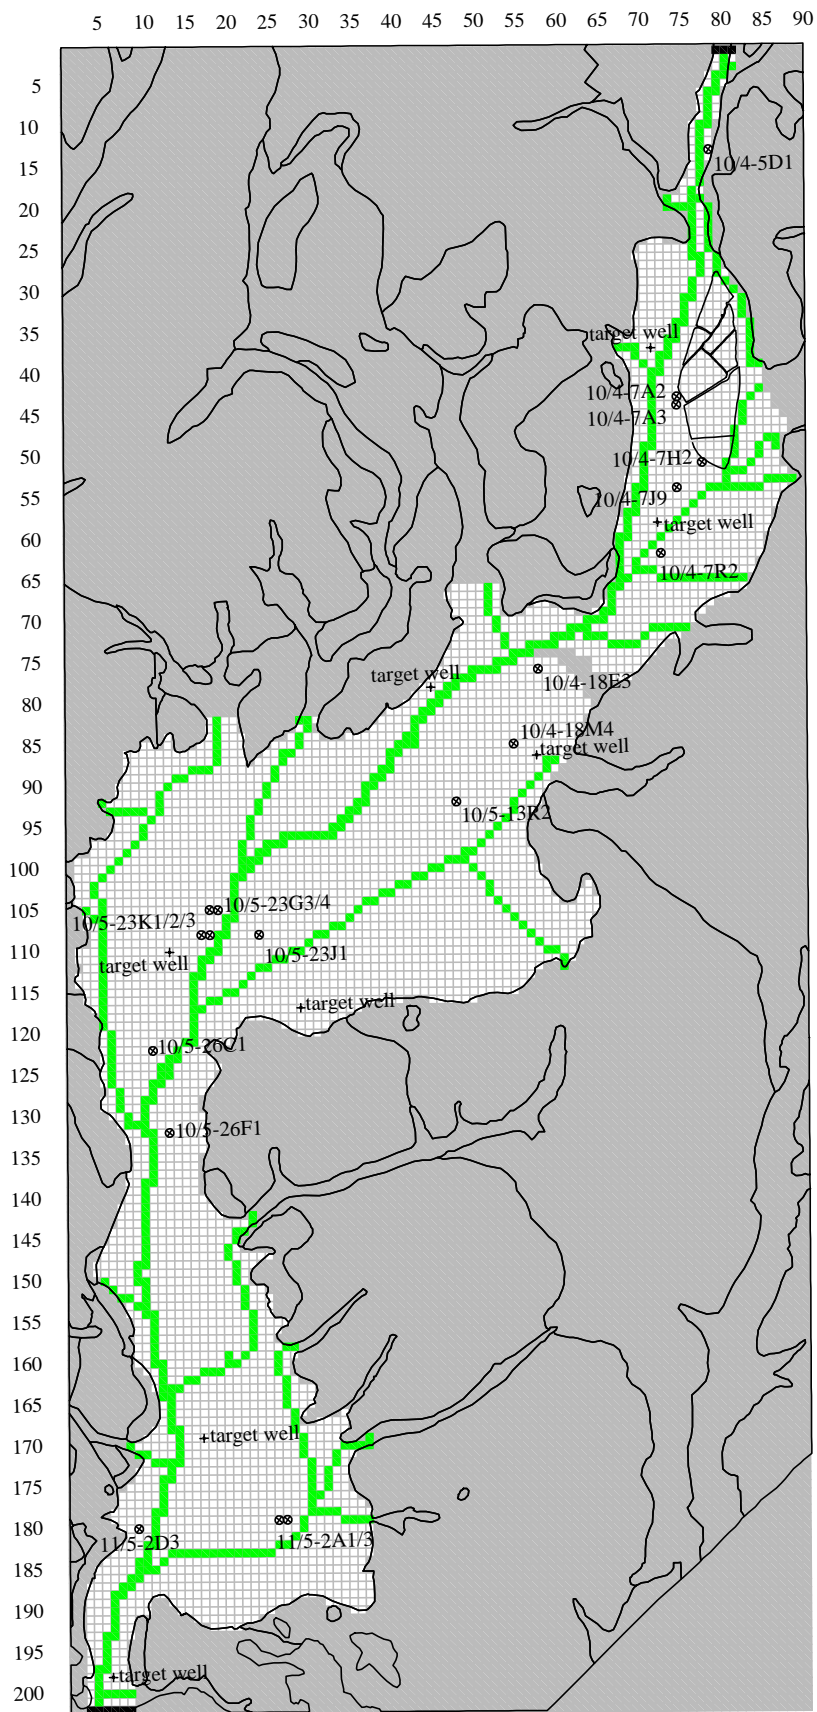 5 10 15 20 25 30 35 40 45 50 55 60 65 70 75 80 85 90
5
10
10/4-5D1
15
20
25
30
35
target well
40
10/4-7A2
10/4-7A3
45
10/4-7H2
50
10/4-7J9
55
target well
60
10/4-7R2
65
70
75
target well
10/4-18E3
80
10/4-18M4
85
target well
90
10/5-13R2
95
100
10/5-23G3/4
105
10/5-23K1/2/3
10/5-23J1
110
target well
115
target well
120
10/5-26C1
125
130
10/5-26F1
135
140
145
150
155
160
165
target well
170
175
180
11/5-2D3
11/5-2A1/3
185
190
195
target well
200